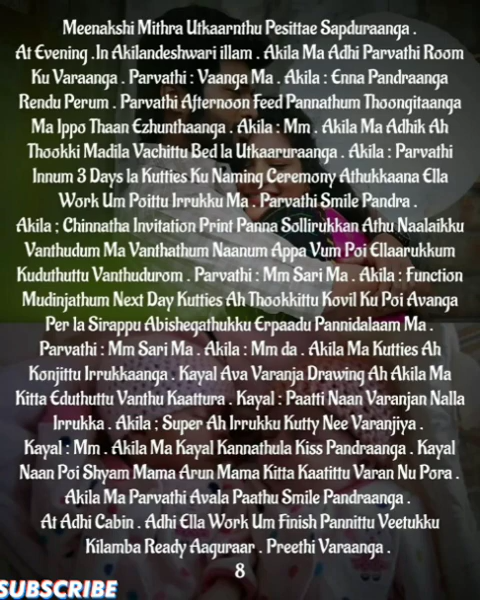 Meenakshi Mithra Utkaarnthu Pesittae Sapduraanga .
At Evening .In Akilandeshwari illam . Akila Ma Adhi Parvathi Room
Ku Varaanga . Parvathi : Vaanga Ma . Akila : Enna Pandraanga
Rendu Perum . Parvathi Afternoon Feed Pannathum Thoongitaanga
Ma Ippo Thaan Ezhunthaanga . Akila : Mm . Akila Ma Adhik Ah
Thookki Madila Vachittu Bed la Utkaaruraanga . Akila : Parvathi
Innum 3 Days la Kutties Ku Naming Ceremony Athukkaana Ella
Work Um Poittu Irrukku Ma . Parvathi Smile Pandra .
Akila ; Chinnatha Invitation Print Panna Sollirukkan Athu Naalaikku
Vanthudum Ma Vanthathum Naanum Appa Vum Poi Ellaarukkum
Kuduthuttu Vanthudurom . Parvathi : Mm Sari Ma . Akila : Function
Mudinjathum Next Day Kutties Ah Thookkittu Kovil Ku Poi Avanga
Per la Sirappu Abishegathukku Erpaadu Pannidalaam Ma .
Parvathi : Mm Sari Ma . Akila : Mm da . Akila Ma Kutties Ah
Konjittu Irrukkaanga . Kayal Ava Varanja Drawing Ah Akila Ma
Kitta Eduthuttu Vanthu Kaattura . Kayal : Paatti Naan Varanjan Nalla
Irrukka . Akila ; Super Ah Irrukku Kutty Nee Varanjiya .
Kayal : Mm . Akila Ma Kayal Kannathula Kiss Pandraanga . Kayal
Naan Poi Shyam Mama Arun Mama Kitta Kaatittu Varan Nu Pora .
Akila Ma Parvathi Avala Paathu Smile Pandraanga .
At Adhi Cabin . Adhi Ella Work Um Finish Pannittu Veetukku
Kilamba Ready Aaguraar . Preethi Varaanga .
8
SUBSCRIBE